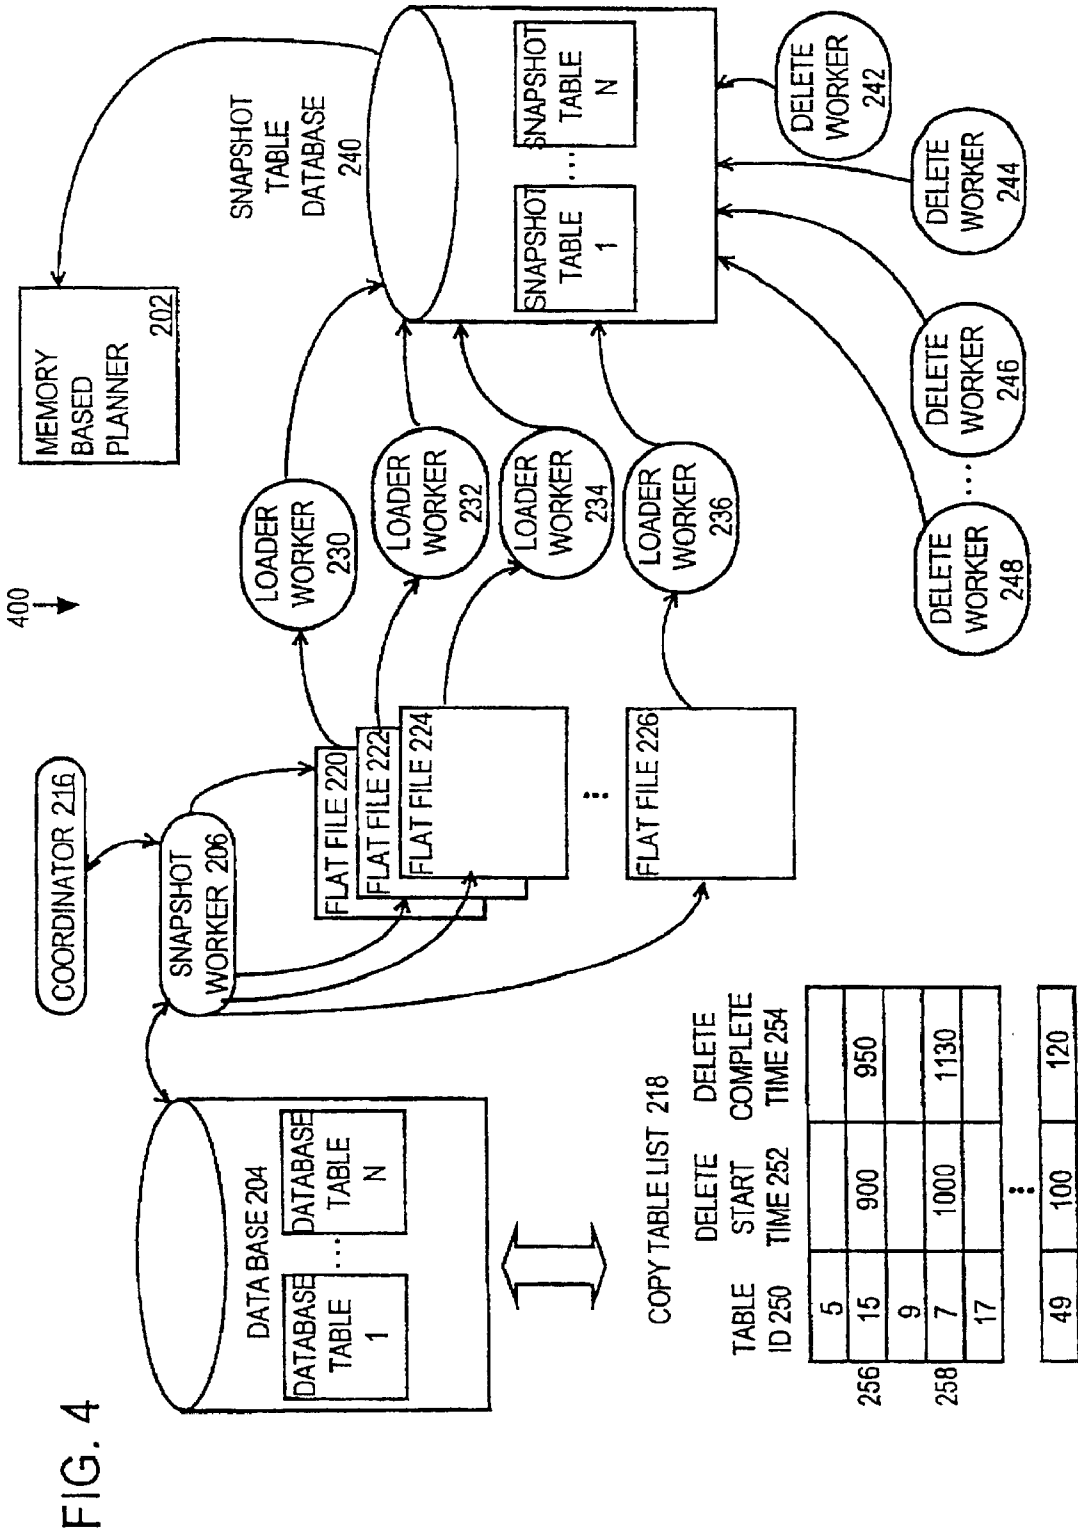 FIG. 4
400
COORDINATOR 216
SNAPSHOT
WORKER 206
DATA BASE 204
DATABASE
TABLE
1
...
DATABASE
TABLE
N
FLAT FILE 220
FLAT FILE 222
FLAT FILE 224
...
FLAT FILE 226
LOADER
WORKER
230
LOADER
WORKER
232
LOADER
WORKER
234
LOADER
WORKER
236
MEMORY
BASED
PLANNER
202
SNAPSHOT
TABLE
DATABASE
240
SNAPSHOT
TABLE
1
...
SNAPSHOT
TABLE
N
DELETE
WORKER
248
...
DELETE
WORKER
246
DELETE
WORKER
244
DELETE
WORKER
242
COPY TABLE LIST 218
TABLE
ID 250
DELETE
START
TIME 252
DELETE
COMPLETE
TIME 254
5
256 15 900 950
9
258 7 1000 1130
17
...
49 100 120